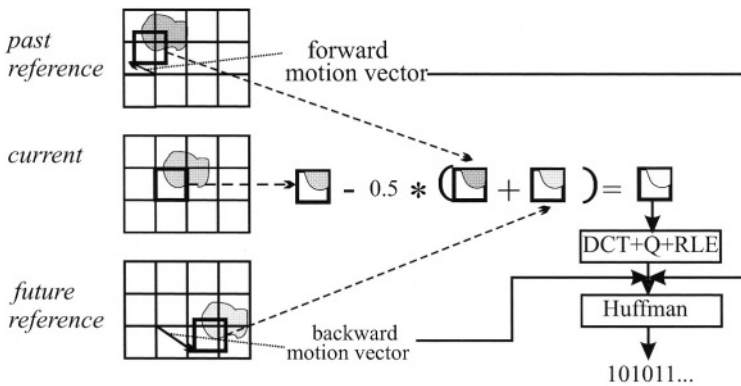 past
reference
forward
motion vector
current
- 0.5 * ( + ) =
DCT+Q+RLE
future
reference
backward
motion vector
Huffman
101011...